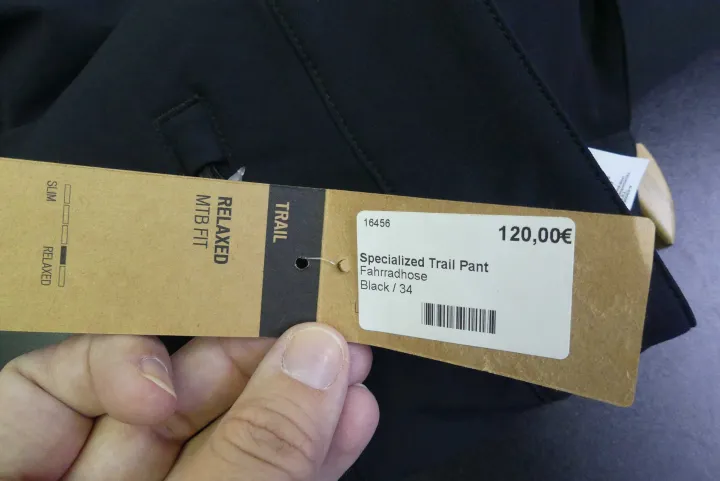 SLIM
RELAXED
RELAXED
MTB FIT
TRAIL
16456
120,00€
Specialized Trail Pant
Fahrradhose
Black / 34